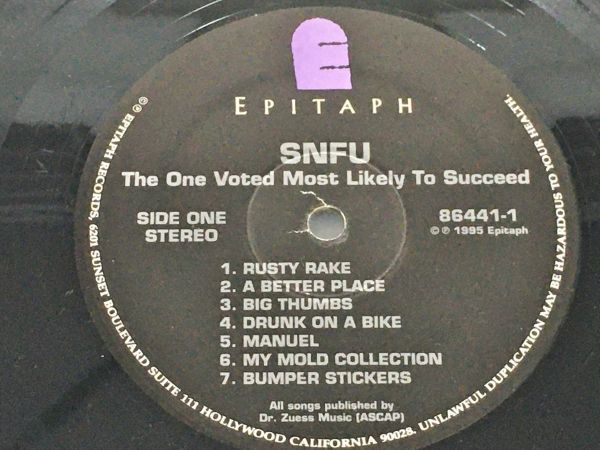 E
EPITAPH
SNFU
The One Voted Most Likely To Succeed
SIDE ONE
STEREO
86441-1
©℗ 1995 Epitaph
1. RUSTY RAKE
2. A BETTER PLACE
3. BIG THUMBS
4. DRUNK ON A BIKE
5. MANUEL
6. MY MOLD COLLECTION
7. BUMPER STICKERS
All songs published by
Dr. Zuess Music (ASCAP)
©℗ EPITAPH RECORDS, 6201 SUNSET BOULEVARD SUITE 111 HOLLYWOOD CALIFORNIA 90028. UNLAWFUL DUPLICATION MAY BE HAZARDOUS TO YOUR HEALTH.